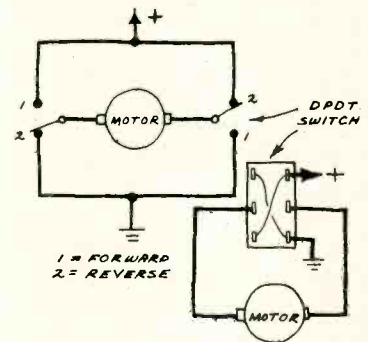 +
1
2
MOTOR
2
1
DPDT
SWITCH
+
1 = FORWARD
2 = REVERSE
MOTOR